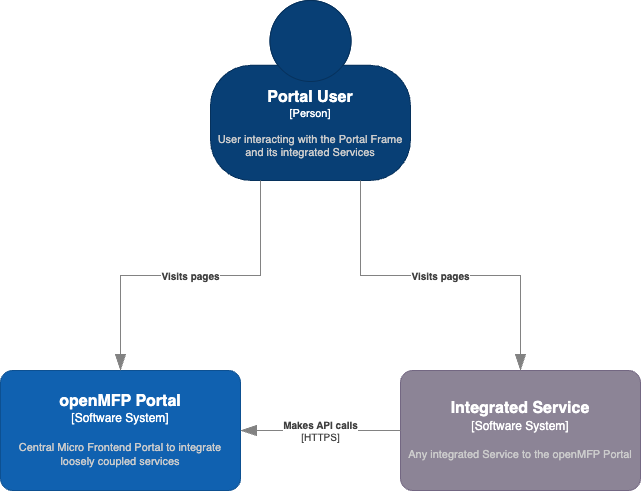 Portal User
[Person]
User interacting with the Portal Frame
and its integrated Services
Visits pages
Visits pages
openMFP Portal
[Software System]
Central Micro Frontend Portal to integrate
loosely coupled services
Makes API calls
[HTTPS]
Integrated Service
[Software System]
Any integrated Service to the openMFP Portal